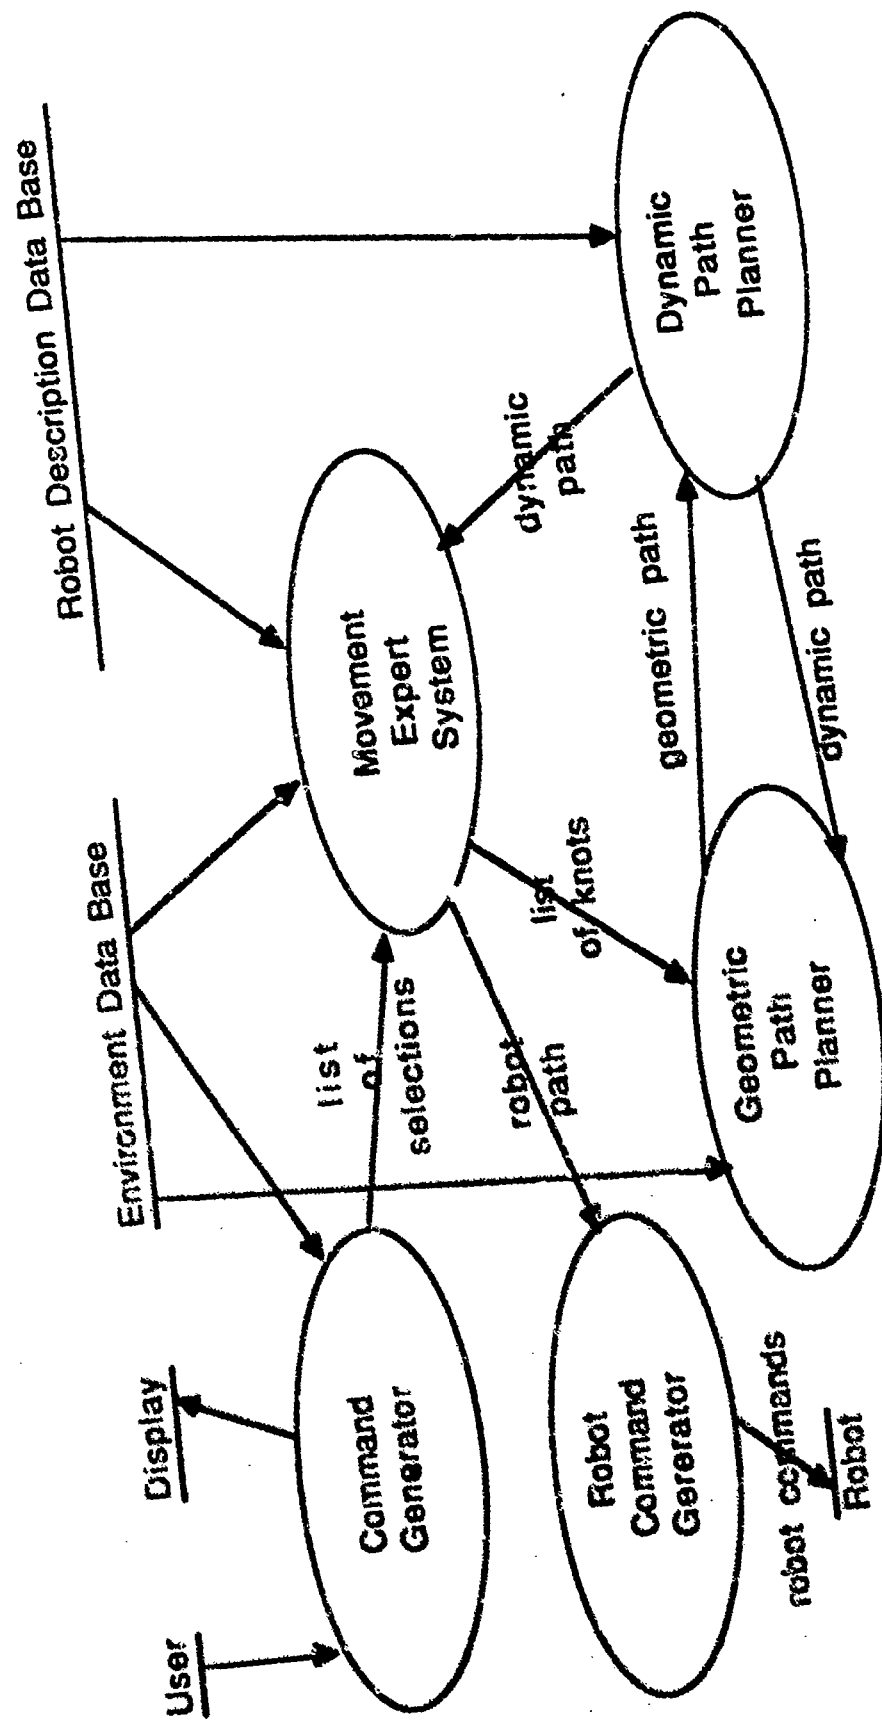 User
Display
Environment Data Base
Robot Description Data Base
Command
Generator
list
of
selections
Movement
Expert
System
dynamic
path
Robot
Command
Gererator
robot
path
list
of knots
geometric path
Dynamic
Path
Planner
robot commands
Robot
Geometric
Path
Planner
dynamic path